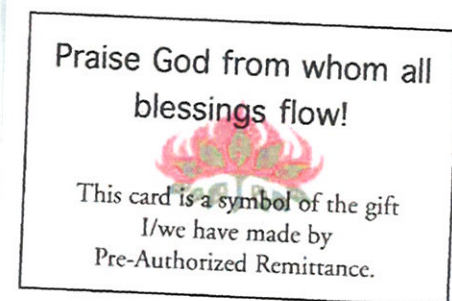 Praise God from whom all
blessings flow!
This card is a symbol of the gift
I/we have made by
Pre-Authorized Remittance.